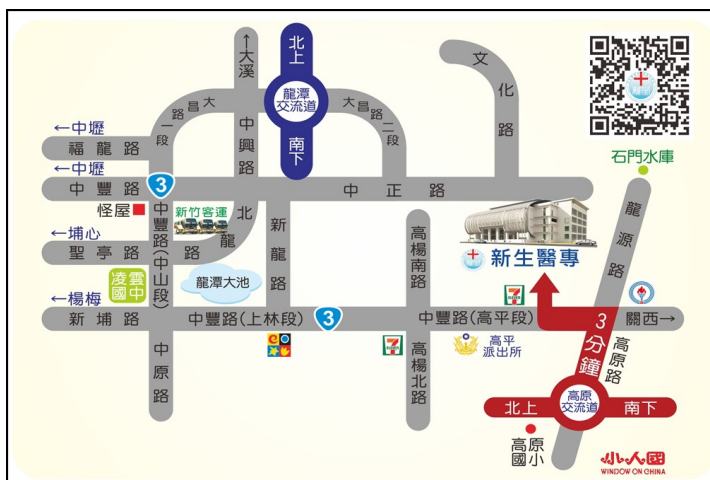 ←大溪
北上
龍潭
交流道
南下
大昌路一段
大昌路二段
文化路
中興路
←中壢
福龍路
←中壢
中豐路
3
中正路
石門水庫
怪屋
新竹客運
北龍路
新龍路
高楊南路
新生醫專
龍源路
←埔心
聖亭路
中豐路(中山段)
龍潭大池
凌雲
國中
←楊梅
新埔路
中豐路(上林段)
3
7
ELEVEN
中豐路(高平段)
關西→
7
ELEVEN
高平
派出所
3分鐘
高原路
中原路
高楊北路
北上
高原
交流道
南下
高原
國小
小人國
WINDOW ON CHINA